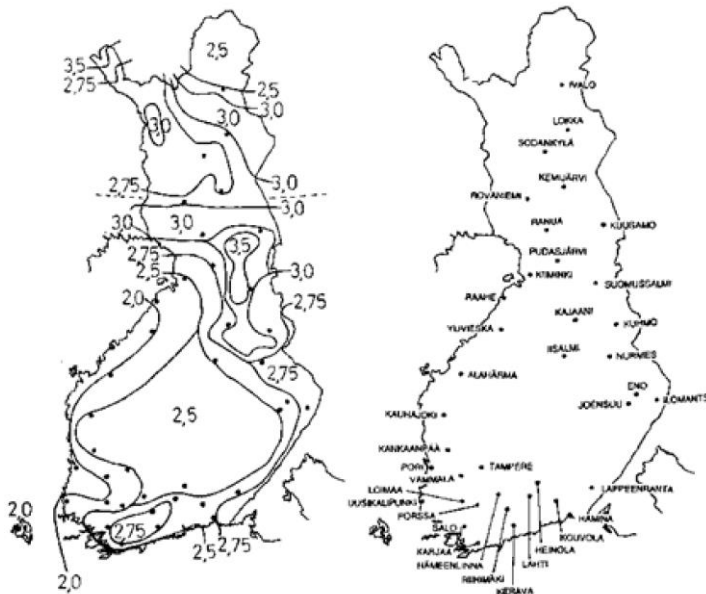 2,5
3,5
2,75
2,5
3,0
3,0
3,0
2,75
3,0
3,0
3,0
3,0
2,75
3,5
2,5
3,0
2,0
2,75
2,75
2,5
2,0
2,75
2,5
2,75
2,0
IVALO
LOKKA
SODANKYLÄ
KEMIJÄRVI
ROVANIEMI
RANUA
KUUSAMO
PUDASJÄRVI
KIIMINKI
SUOMUSSALMI
RAAHE
KAJAANI
KUHMO
YLIVIESKA
IISALMI
NURMES
ALAHÄRMÄ
ENO
ILOMANTSI
JOENSUU
KAUHAJOKI
KANKAANPÄÄ
PORI
TAMPERE
VAMMALA
LOIMAA
LAPPEENRANTA
UUSIKAUPUNKI
FORSSA
HAMINA
SALO
KOUVOLA
KARJAA
HEINOLA
HÄMEENLINNA
LAHTI
RIIHIMÄKI
KERAVA